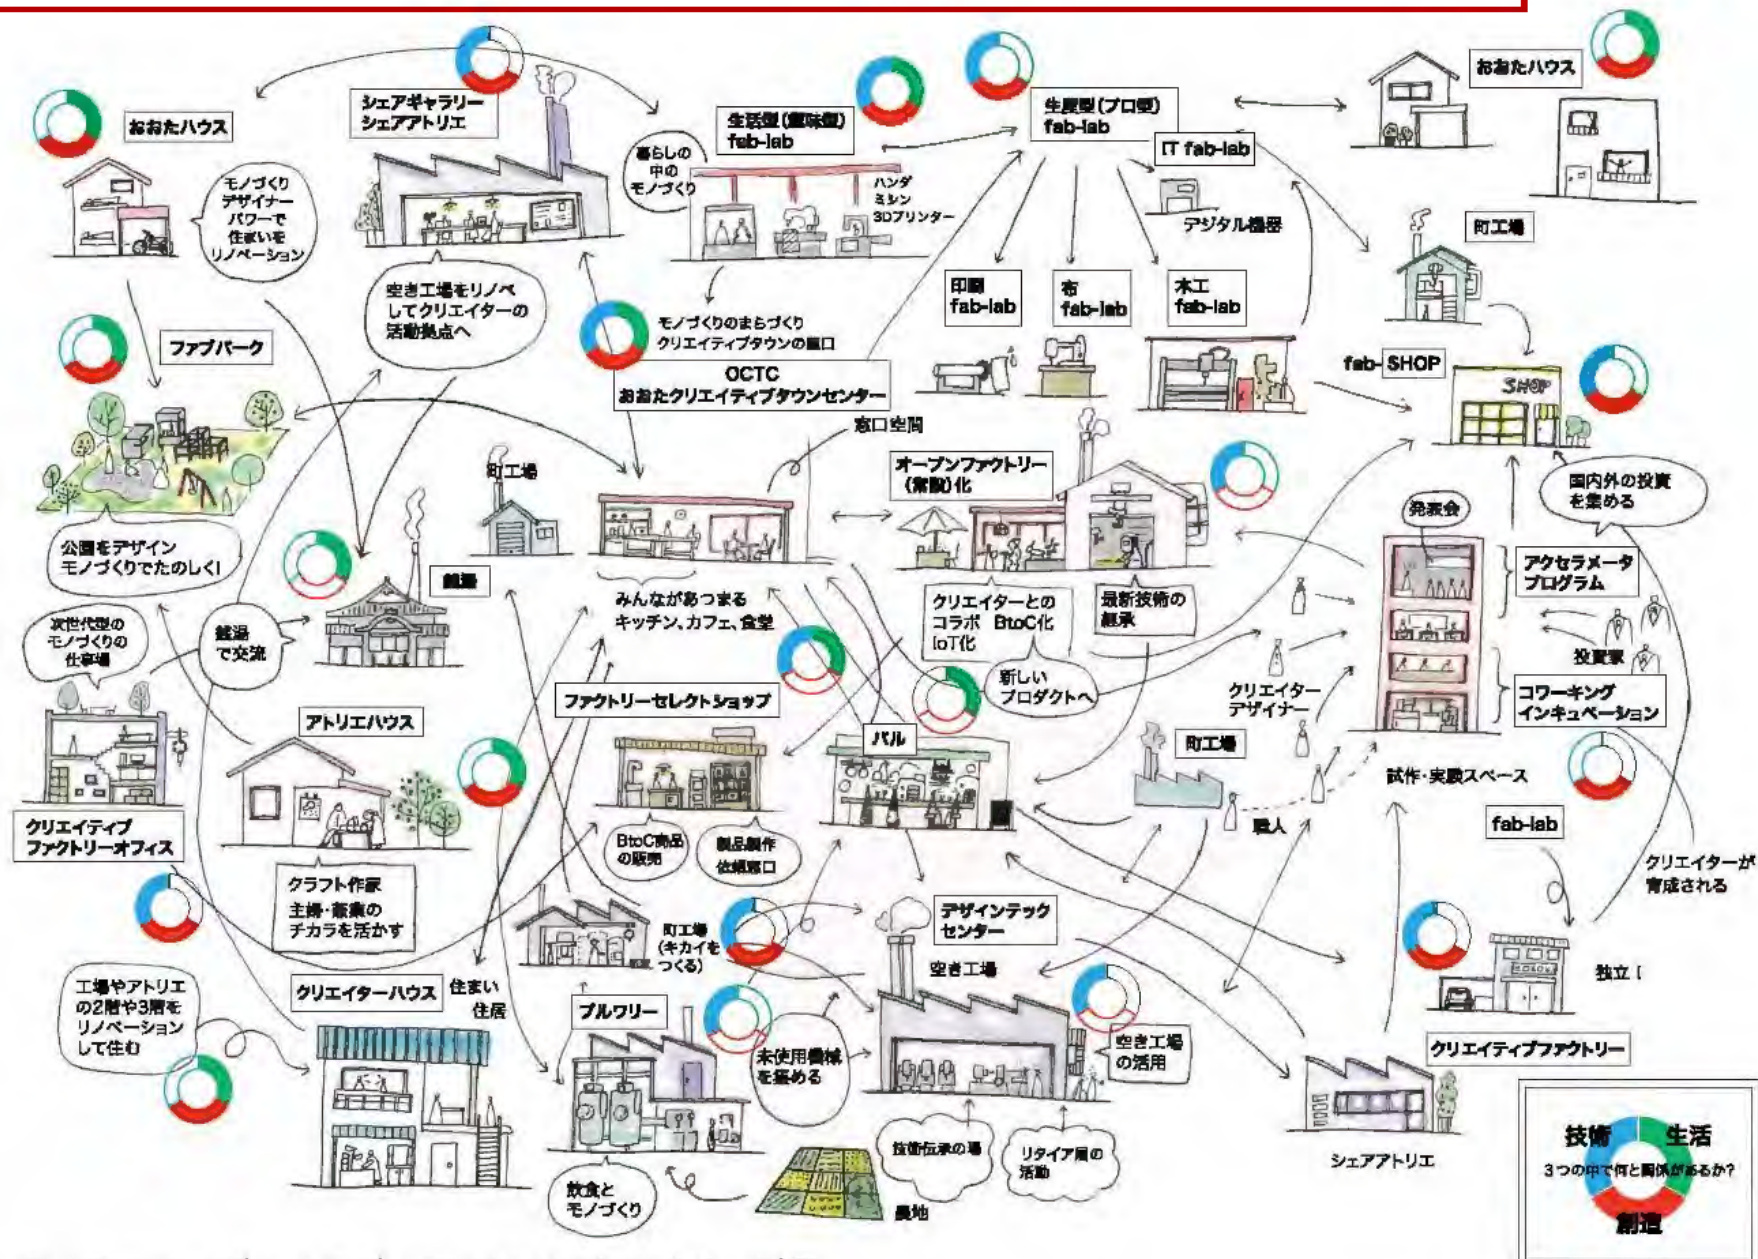 おおたハウス
モノづくり
デザイナー
パワーで
住まいを
リノベーション
シェアギャラリー
シェアアトリエ
空き工場をリノベ
してクリエイターの
活動拠点へ
生活型(趣味型)
fab-lab
暮らしの
中の
モノづくり
ハンダ
ミシン
3Dプリンター
生産型(プロ型)
fab-lab
IT fab-lab
デジタル機器
おおたハウス
町工場
印刷
fab-lab
布
fab-lab
木工
fab-lab
fab-SHOP
SHOP
国内外の投資
を集める
ファブパーク
公園をデザイン
モノづくりでたのしく!
モノづくりのまちづくり
クリエイティブタウンの窓口
OCTC
おおたクリエイティブタウンセンター
窓口空間
町工場
みんながあつまる
キッチン、カフェ、食堂
オープンファクトリー
(常設)化
クリエイターとの
コラボ BtoC化
IoT化
最新技術の
継承
新しい
プロダクトへ
発表会
アクセラメータ
プログラム
投資家
コワーキング
インキュベーション
クリエイター
デザイナー
試作・実験スペース
町工場
職人
fab-lab
クリエイターが
育成される
独立!
銭湯
銭湯
で交流
次世代型の
モノづくりの
仕事場
クリエイティブ
ファクトリーオフィス
アトリエハウス
クラフト作家
主婦・農業の
チカラを活かす
ファクトリーセレクトショップ
BtoC商品
の販売
製品製作
依頼窓口
バル
町工場
(キカイを
つくる)
デザインテック
センター
空き工場
空き工場
の活用
未使用機械
を集める
技術伝承の場
リタイア層の
活動
クリエイターハウス
住まい
住居
工場やアトリエ
の2階や3階を
リノベーション
して住む
ブルワリー
飲食と
モノづくり
農地
クリエイティブファクトリー
シェアアトリエ
技術
生活
3つの中で何と関係があるか?
創造